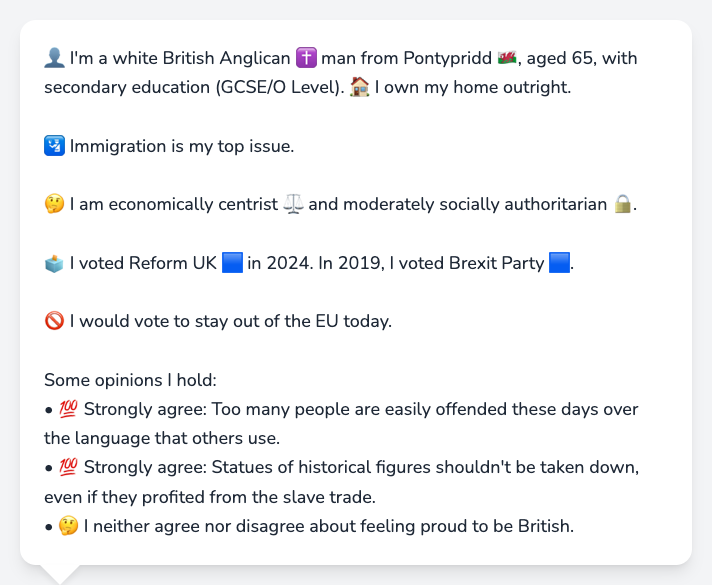 👤 I'm a white British Anglican ✝️ man from Pontypridd 🏴󠁧󠁢󠁷󠁬󠁳󠁿, aged 65, with
secondary education (GCSE/O Level). 🏠 I own my home outright.
🛂 Immigration is my top issue.
🤔 I am economically centrist ⚖️ and moderately socially authoritarian 🔒.
🗳️ I voted Reform UK 🟦 in 2024. In 2019, I voted Brexit Party 🟦.
🚫 I would vote to stay out of the EU today.
Some opinions I hold:
• 💯 Strongly agree: Too many people are easily offended these days over
the language that others use.
• 💯 Strongly agree: Statues of historical figures shouldn't be taken down,
even if they profited from the slave trade.
• 🤔 I neither agree nor disagree about feeling proud to be British.